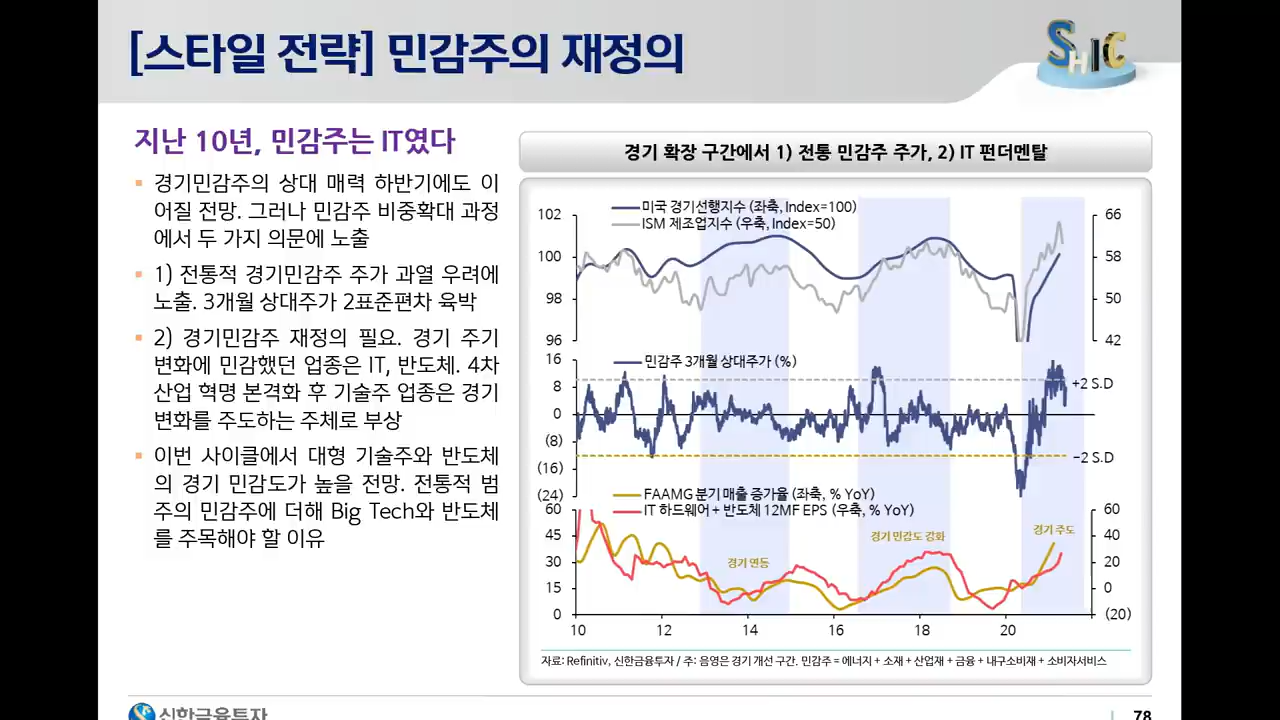 [스타일 전략] 민감주의 재정의
SHIC
지난 10년, 민감주는 IT였다
경기민감주의 상대 매력 하반기에도 이
어질 전망. 그러나 민감주 비중확대 과정
에서 두 가지 의문에 노출
1) 전통적 경기민감주 주가 과열 우려에
노출. 3개월 상대주가 2표준편차 육박
2) 경기민감주 재정의 필요. 경기 주기
변화에 민감했던 업종은 IT, 반도체. 4차
산업 혁명 본격화 후 기술주 업종은 경기
변화를 주도하는 주체로 부상
이번 사이클에서 대형 기술주와 반도체
의 경기 민감도가 높을 전망. 전통적 범
주의 민감주에 더해 Big Tech와 반도체
를 주목해야 할 이유
경기 확장 구간에서 1) 전통 민감주 주가, 2) IT 펀더멘탈
미국 경기선행지수 (좌축, Index=100)
ISM 제조업지수 (우축, Index=50)
102
100
98
96
66
58
50
42
민감주 3개월 상대주가 (%)
16
8
0
(8)
(16)
(24)
+2 S.D
-2 S.D
FAAMG 분기 매출 증가율 (좌축, % YoY)
IT 하드웨어 + 반도체 12MF EPS (우축, % YoY)
60
45
30
15
0
60
40
20
0
(20)
경기 연동
경기 민감도 강화
경기 주도
10 12 14 16 18 20
자료: Refinitiv, 신한금융투자 / 주: 음영은 경기 개선 구간. 민감주 = 에너지 + 소재 + 산업재 + 금융 + 내구소비재 + 소비자서비스
신한금융투자
78